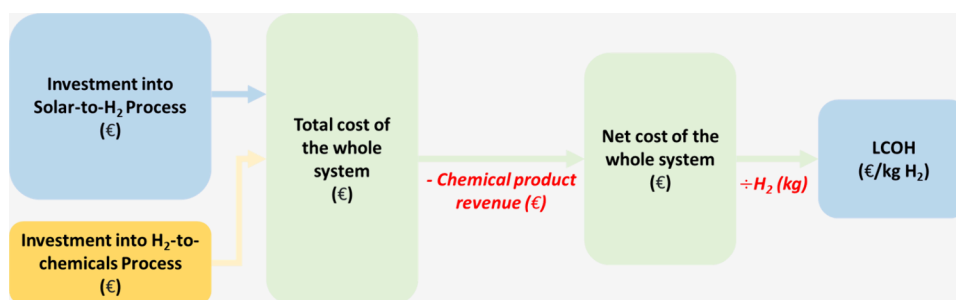 Investment into
Solar-to-H₂ Process
(€)
Investment into H₂-to-
chemicals Process
(€)
Total cost of
the whole
system
(€)
- Chemical product
revenue (€)
Net cost of the
whole system
(€)
÷H₂ (kg)
LCOH
(€/kg H₂)